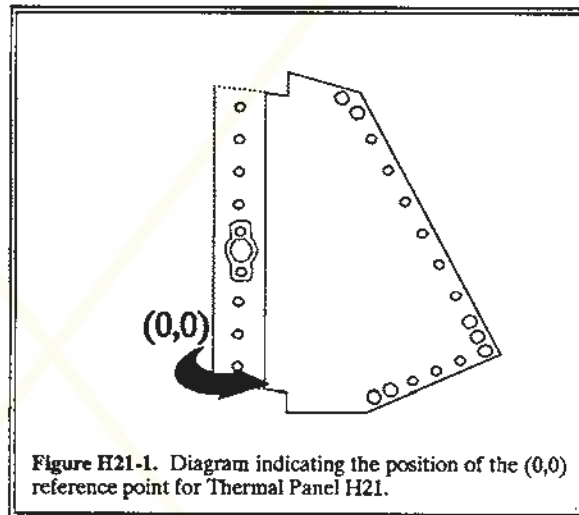 (0,0)
Figure H21-1. Diagram indicating the position of the (0,0)
reference point for Thermal Panel H21.